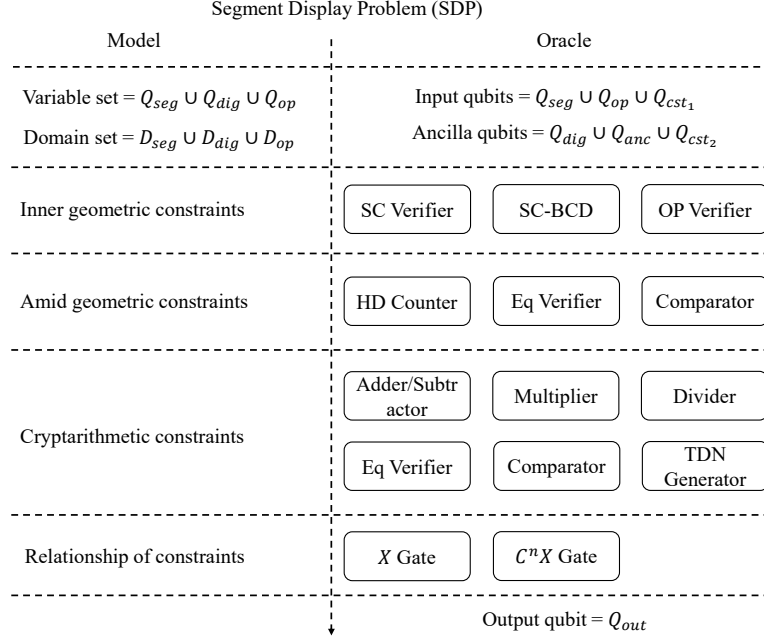 Segment Display Problem (SDP)
Model
Oracle
Variable set = Q_seg ∪ Q_dig ∪ Q_op
Domain set = D_seg ∪ D_dig ∪ D_op
Input qubits = Q_seg ∪ Q_op ∪ Q_cst₁
Ancilla qubits = Q_dig ∪ Q_anc ∪ Q_cst₂
Inner geometric constraints
SC Verifier
SC-BCD
OP Verifier
Amid geometric constraints
HD Counter
Eq Verifier
Comparator
Cryptarithmetic constraints
Adder/Subtr
actor
Multiplier
Divider
Eq Verifier
Comparator
TDN
Generator
Relationship of constraints
X Gate
CⁿX Gate
Output qubit = Q_out